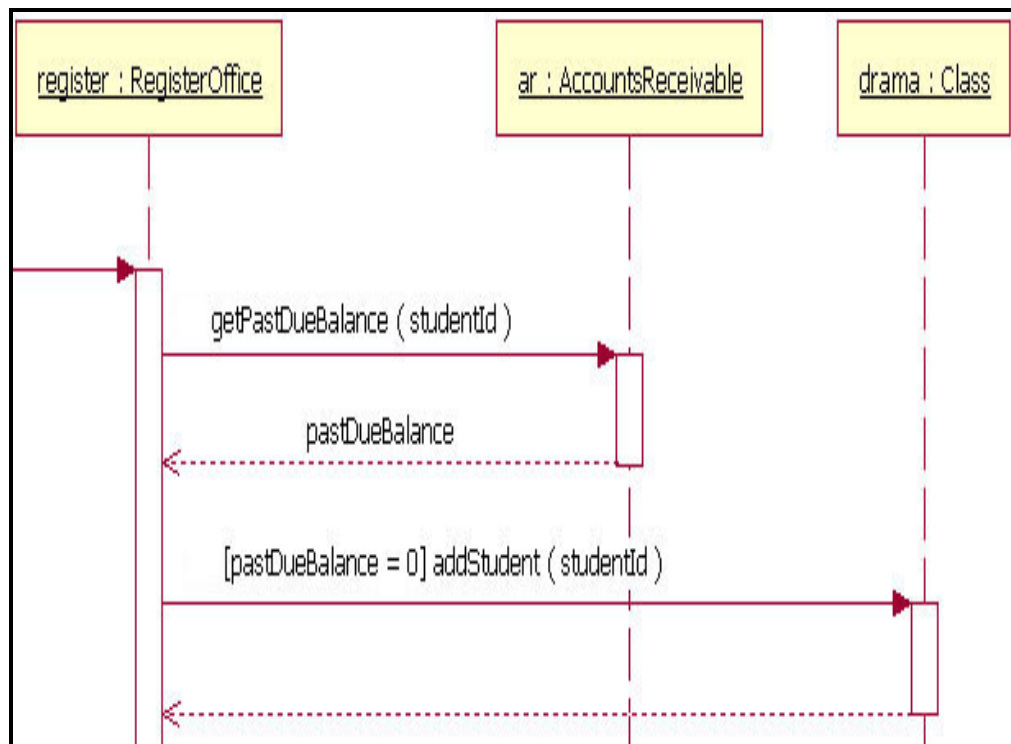 register : RegisterOffice
ar : AccountsReceivable
drama : Class
getPastDueBalance ( studentId )
pastDueBalance
[pastDueBalance = 0] addStudent ( studentId )